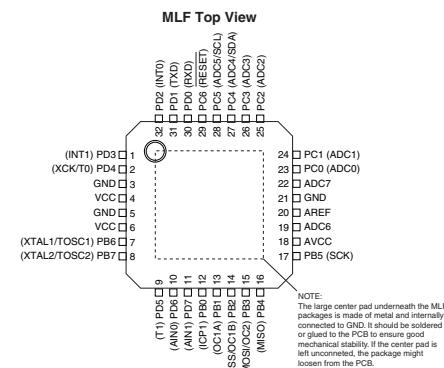 MLF Top View
PD2 (INT0)
PD1 (TXD)
PD0 (RXD)
PC6 (RESET)
PC5 (ADC5/SCL)
PC4 (ADC4/SDA)
PC3 (ADC3)
PC2 (ADC2)
32
31
30
29
28
27
26
25
(INT1) PD3 1
(XCK/T0) PD4 2
GND 3
VCC 4
GND 5
VCC 6
(XTAL1/TOSC1) PB6 7
(XTAL2/TOSC2) PB7 8
24 PC1 (ADC1)
23 PC0 (ADC0)
22 ADC7
21 GND
20 AREF
19 ADC6
18 AVCC
17 PB5 (SCK)
9
10
11
12
13
14
15
16
(T1) PD5
(AIN0) PD6
(AIN1) PD7
(ICP1) PB0
(OC1A) PB1
SS/OC1B) PB2
MOSI/OC2) PB3
(MISO) PB4
NOTE:
The large center pad underneath the MLF
packages is made of metal and internally
connected to GND. It should be soldered
or glued to the PCB to ensure good
mechanical stability. If the center pad is
left unconneted, the package might
loosen from the PCB.